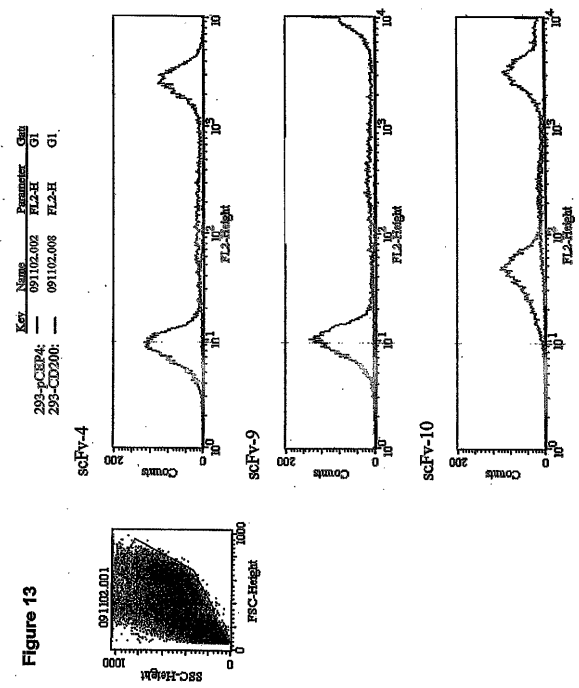 Figure 13
091102.001
1000
SSC-Height
0
0
1000
FSC-Height
Key Name Parameter Gate
293-pCEP4: — 091102.002 FL2-H G1
293-CD200: — 091102.008 FL2-H G1
scFv-4
200
Counts
0
10^0 10^1 10^2 10^3 10
FL2-Height
scFv-9
200
Counts
0
10^0 10^1 10^2 10^3 10^4
FL2-Height
scFv-10
200
Counts
0
10^0 10^1 10^2 10^3 10^4
FL2-Height